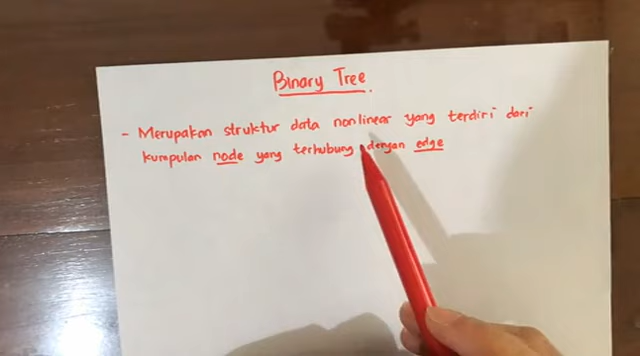 Binary Tree
- Merupakan struktur data nonlinear yang terdiri dari
kumpulan node yang terhubung dengan edge